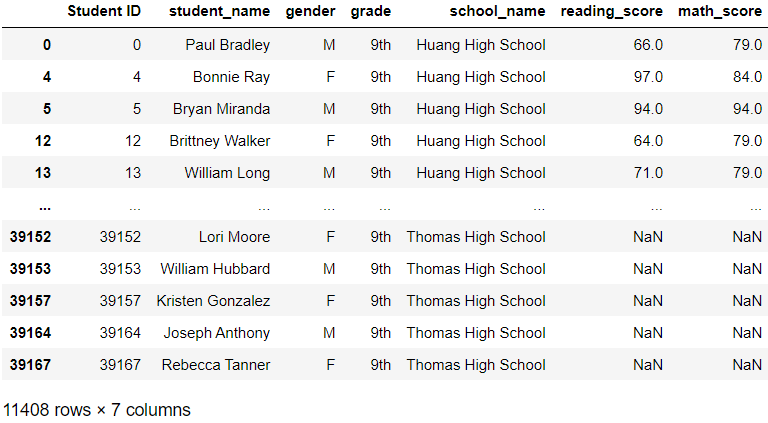 Student ID student_name gender grade school_name reading_score math_score
0 0 Paul Bradley M 9th Huang High School 66.0 79.0
4 4 Bonnie Ray F 9th Huang High School 97.0 84.0
5 5 Bryan Miranda M 9th Huang High School 94.0 94.0
12 12 Brittney Walker F 9th Huang High School 64.0 79.0
13 13 William Long M 9th Huang High School 71.0 79.0
... ... ... ... ... ... ... ...
39152 39152 Lori Moore F 9th Thomas High School NaN NaN
39153 39153 William Hubbard M 9th Thomas High School NaN NaN
39157 39157 Kristen Gonzalez F 9th Thomas High School NaN NaN
39164 39164 Joseph Anthony M 9th Thomas High School NaN NaN
39167 39167 Rebecca Tanner F 9th Thomas High School NaN NaN
11408 rows × 7 columns